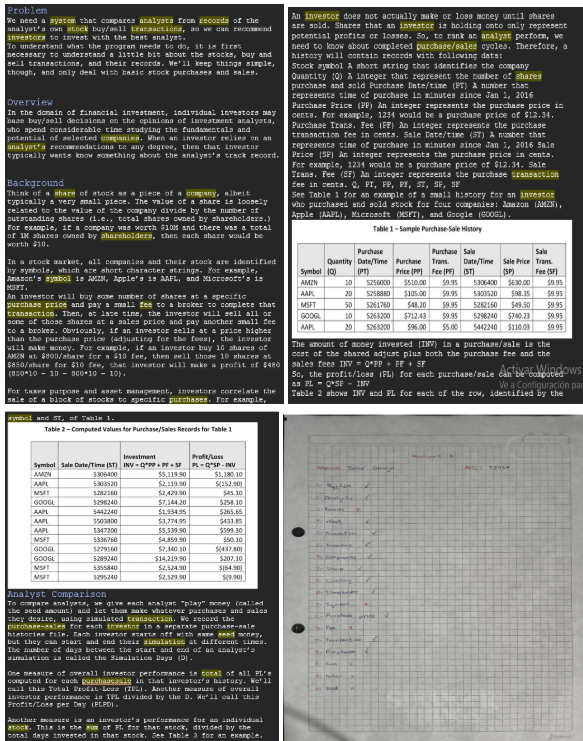 Problem
We need a system that compares analysts from records of the
analyst's own stock buy/sell transactions, so we can recommend
investors to invest with the best analyst.
To understand what the program needs to do, it is first
necessary to understand a little bit about the stocks, buy and
sell transactions, and their records. We'll keep things simple,
though, and only deal with basic stock purchases and sales.
Overview
In the domain of financial investment, individual investors may
base buy/sell decisions on the opinions of investment analysts,
who spend considerable time studying the fundamentals and
potential of selected companies. When an investor relies on an
analyst's recommendations to any degree, then that investor
typically wants know something about the analyst's track record.
Background
Think of a share of stock as a piece of a company, albeit
typically a very small piece. The value of a share is loosely
related to the value of the company divide by the number of
outstanding shares (i.e., total shares owned by shareholders.)
For example, if a company was worth $10M and there was a total
of 1M shares owned by shareholders, then each share would be
worth $10.
In a stock market, all companies and their stock are identified
by symbols, which are short character strings. For example,
Amazon's symbol is AMZN, Apple's is AAPL, and Microsoft's is
MSFT.
An investor will buy some number of shares at a specific
purchase price and pay a small fee to a broker to complete that
transaction. Then, at late time, the investor will sell all or
some of those shares at a sales price and pay another small fee
to a broker. Obviously, if an investor sells at a price higher
than the purchase price (adjusting for the fees), the investor
will make money. For example, if an investor buy 10 shares of
AMZN at $800/share for a $10 fee, then sell those 10 shares at
$850/share for $10 fee, that investor will make a profit of $480
(850*10 - 10 - 800*10 - 10).
For taxes purpose and asset management, investors correlate the
sale of a block of stocks to specific purchases. For example,
An investor does not actually make or loss money until shares
are sold. Shares that an investor is holding onto only represent
potential profits or losses. So, to rank an analyst perform, we
need to know about completed purchase/sales cycles. Therefore, a
history will contain records with following data:
Stock symbol A short string that identifies the company
Quantity (Q) A integer that represent the number of shares
purchase and sold Purchase Date/time (PT) A number that
represents time of purchase in minutes since Jan 1, 2016
Purchase Price (PP) An integer represents the purchase price in
cents. For example, 1234 would be a purchase price of $12.34.
Purchase Trans. Fee (PF) An integer represents the purchase
transaction fee in cents. Sale Date/time (ST) A number that
represents time of purchase in minutes since Jan 1, 2016 Sale
Price (SP) An integer represents the purchase price in cents.
For example, 1234 would be a purchase price of $12.34. Sale
Trans. Fee (SF) An integer represents the purchase transaction
fee in cents. Q, PT, PP, PF, ST, SP, SF
See Table 1 for an example of a small history for an investor
who purchased and sold stock for four companies: Amazon (AMZN),
Apple (AAPL), Microsoft (MSFT), and Google (GOOGL).
Table 1 – Sample Purchase-Sale History
Symbol Quantity (Q) Purchase Date/Time (PT) Purchase Price (PP) Purchase Trans. Fee (PF) Sale Date/Time (ST) Sale Price (SP) Sale Trans. Fee (SF)
AMZN 10 5256000 $510.00 $9.95 5306400 $630.00 $9.95
AAPL 20 5258880 $105.00 $9.95 5303520 $98.35 $9.95
MSFT 50 5261760 $48.20 $9.95 5282160 $49.50 $9.95
GOOGL 10 5263200 $712.43 $9.95 5298240 $740.23 $9.95
AAPL 20 5263200 $96.00 $5.00 5442240 $110.03 $9.95
The amount of money invested (INV) in a purchase/sale is the
cost of the shared adjust plus both the purchase fee and the
sales fees INV = Q*PP + PF + SF
So, the profit/loss (PL) for each purchase/sale can be computed
as PL = Q*SP - INV
Table 2 shows INV and PL for each of the row, identified by the
Activar Windows
Ve a Configuración par
symbol and ST, of Table 1.
Table 2 – Computed Values for Purchase/Sales Records for Table 1
Symbol Sale Date/Time (ST) Investment INV = Q*PP + PF + SF Profit/Loss PL = Q*SP - INV
AMZN 5306400 $5,119.90 $1,180.10
AAPL 5303520 $2,119.90 $(152.90)
MSFT 5282160 $2,429.90 $45.10
GOOGL 5298240 $7,144.20 $258.10
AAPL 5442240 $1,934.95 $265.65
AAPL 5503800 $3,774.95 $433.85
AAPL 5347200 $5,539.90 $599.30
MSFT 5336760 $4,859.90 $50.10
GOOGL 5279160 $7,340.10 $(437.80)
GOOGL 5289240 $14,219.90 $207.10
MSFT 5355840 $2,524.90 $(64.90)
MSFT 5295240 $2,529.90 $(9.90)
Analyst Comparison
To compare analysts, we give each analyst "play" money (called
the seed amount) and let them make whatever purchases and sales
they desire, using simulated transaction. We record the
purchase-sales for each investor in a separate purchase-sale
histories file. Each investor starts off with same seed money,
but they can start and end their simulation at different times.
The number of days between the start and end of an analyst's
simulation is called the Simulation Days (D).
One measure of overall investor performance is total of all PL's
computed for each purchasesale in that investor's history. We'll
call this Total Profit-Loss (TPL). Another measure of overall
investor performance is TPL divided by the D. We'll call this
Profit/Loss per Day (PLPD).
Another measure is an investor's performance for an individual
stock. This is the sum of PL for that stock, divided by the
total days invested in that stock. See Table 3 for an example.